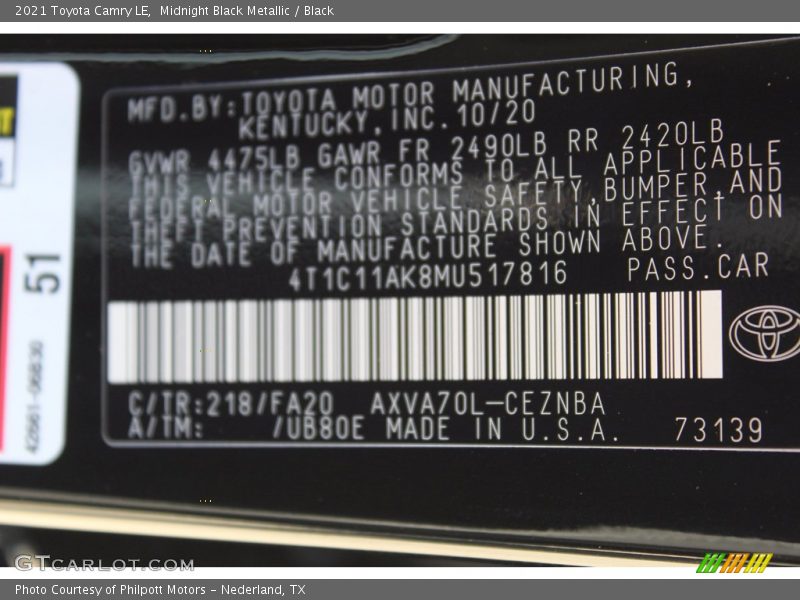 2021 Toyota Camry LE, Midnight Black Metallic / Black
MFD.BY:TOYOTA MOTOR MANUFACTURING,
KENTUCKY,INC.10/20
GVWR 4475LB GAWR FR 2490LB RR 2420LB
THIS VEHICLE CONFORMS TO ALL APPLICABLE
FEDERAL MOTOR VEHICLE SAFETY,BUMPER,AND
THEFT PREVENTION STANDARDS IN EFFECT ON
THE DATE OF MANUFACTURE SHOWN ABOVE.
4T1C11AK8MU517816 PASS.CAR
C/TR:218/FA20 AXVA70L-CEZNBA
A/TM: /UB80E MADE IN U.S.A. 73139
51
42661-06830
GTCARLOT.COM
Photo Courtesy of Philpott Motors - Nederland, TX